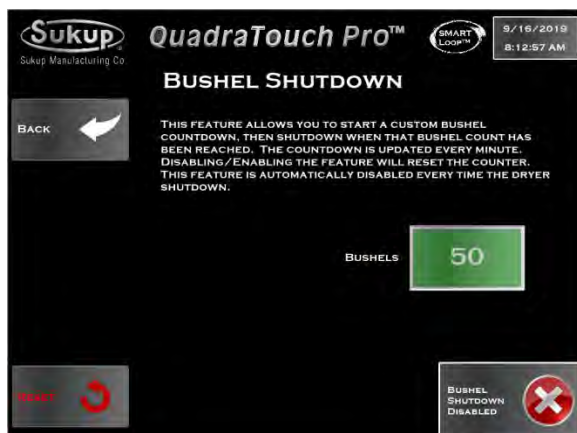 Sukup
Sukup Manufacturing Co.
QuadraTouch Pro™
SMART
LOOP™
9/16/2019
8:12:57 AM
BUSHEL SHUTDOWN
BACK
THIS FEATURE ALLOWS YOU TO START A CUSTOM BUSHEL
COUNTDOWN, THEN SHUTDOWN WHEN THAT BUSHEL COUNT HAS
BEEN REACHED. THE COUNTDOWN IS UPDATED EVERY MINUTE.
DISABLING/ENABLING THE FEATURE WILL RESET THE COUNTER.
THIS FEATURE IS AUTOMATICALLY DISABLED EVERY TIME THE DRYER
SHUTDOWN.
BUSHELS
50
RESET
BUSHEL
SHUTDOWN
DISABLED